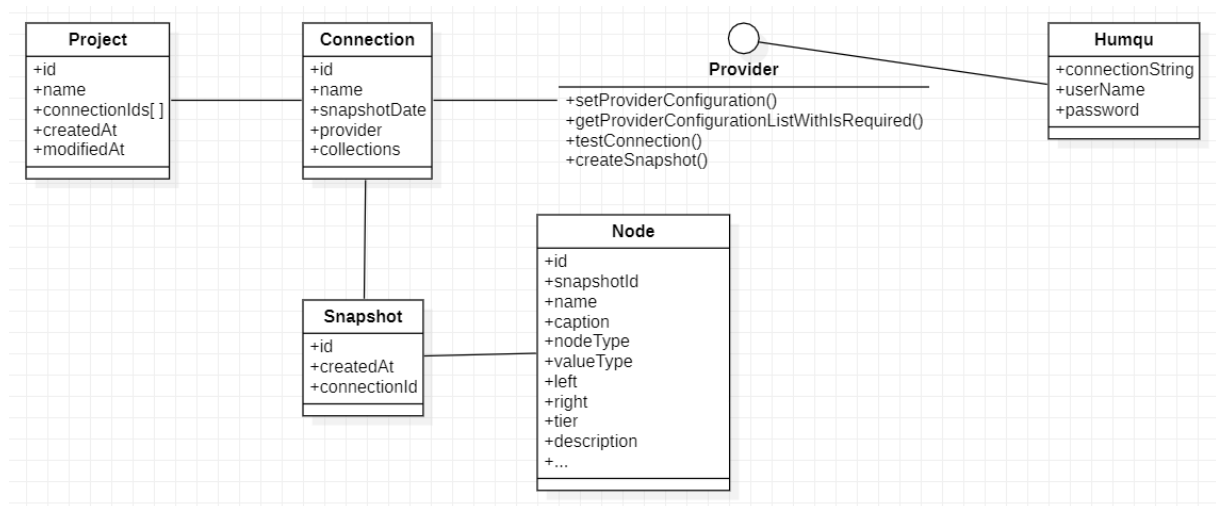 Project
+id
+name
+connectionIds[ ]
+createdAt
+modifiedAt
Connection
+id
+name
+snapshotDate
+provider
+collections
Provider
+setProviderConfiguration()
+getProviderConfigurationListWithIsRequired()
+testConnection()
+createSnapshot()
Humqu
+connectionString
+userName
+password
Snapshot
+id
+createdAt
+connectionId
Node
+id
+snapshotId
+name
+caption
+nodeType
+valueType
+left
+right
+tier
+description
+...